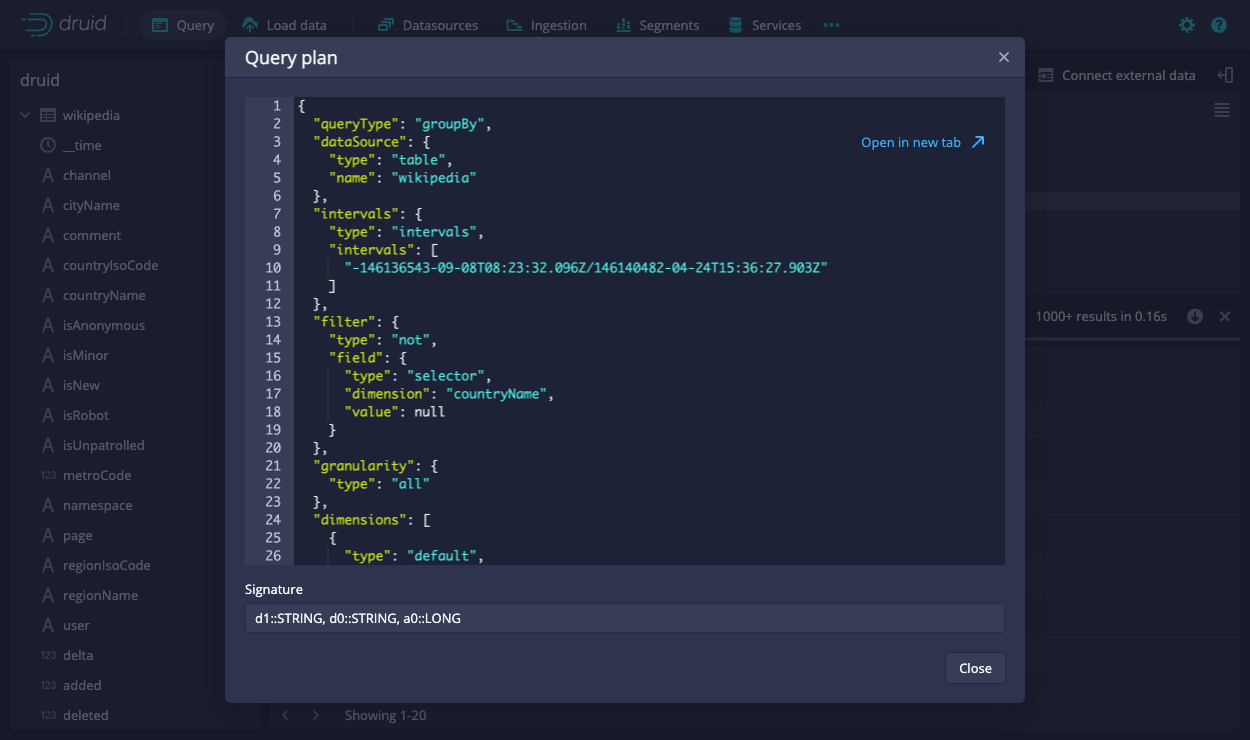 druid
Query
Load data
Datasources
Ingestion
Segments
Services
Query plan
druid
wikipedia
__time
channel
cityName
comment
countryIsoCode
countryName
isAnonymous
isMinor
isNew
isRobot
isUnpatrolled
123 metroCode
namespace
page
regionIsoCode
regionName
user
123 delta
123 added
123 deleted
Connect external data
1 {
2 "queryType": "groupBy",
3 "dataSource": {
Open in new tab
4 "type": "table",
5 "name": "wikipedia"
6 },
7 "intervals": {
8 "type": "intervals",
9 "intervals": [
10 "-146136543-09-08T08:23:32.096Z/146140482-04-24T15:36:27.903Z"
11 ]
12 },
13 "filter": {
14 "type": "not",
15 "field": {
16 "type": "selector",
17 "dimension": "countryName",
18 "value": null
19 }
20 },
21 "granularity": {
22 "type": "all"
23 },
24 "dimensions": [
25 {
26 "type": "default",
1000+ results in 0.16s
Signature
d1::STRING, d0::STRING, a0::LONG
Close
Showing 1-20